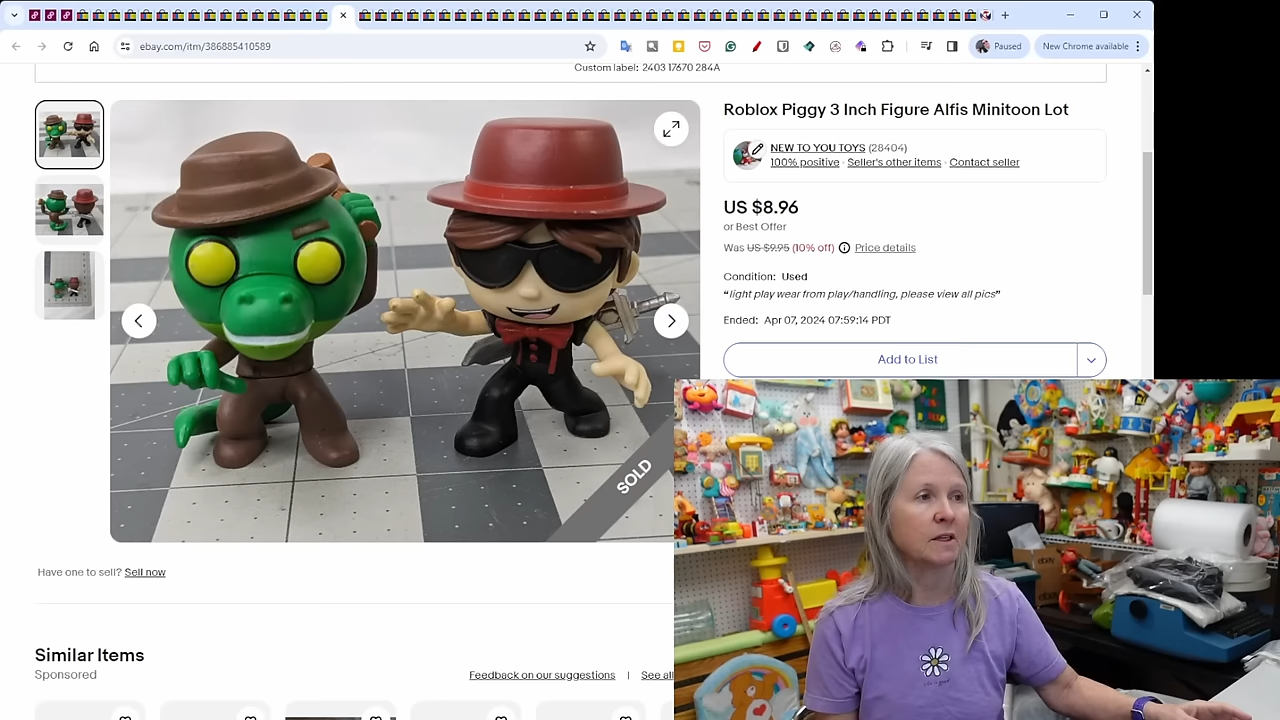 Paused
New Chrome available
ebay.com/itm/386885410589
Custom label: 2403 17670 284A
Roblox Piggy 3 Inch Figure Alfis Minitoon Lot
NEW TO YOU TOYS (28404)
100% positive · Seller's other items · Contact seller
US $8.96
or Best Offer
Was US $9.95 (10% off) Price details
Condition: Used
“light play wear from play/handling, please view all pics”
Ended: Apr 07, 2024 07:59:14 PDT
Add to List
SOLD
Have one to sell? Sell now
Similar Items
Sponsored
Feedback on our suggestions | See all
ebay